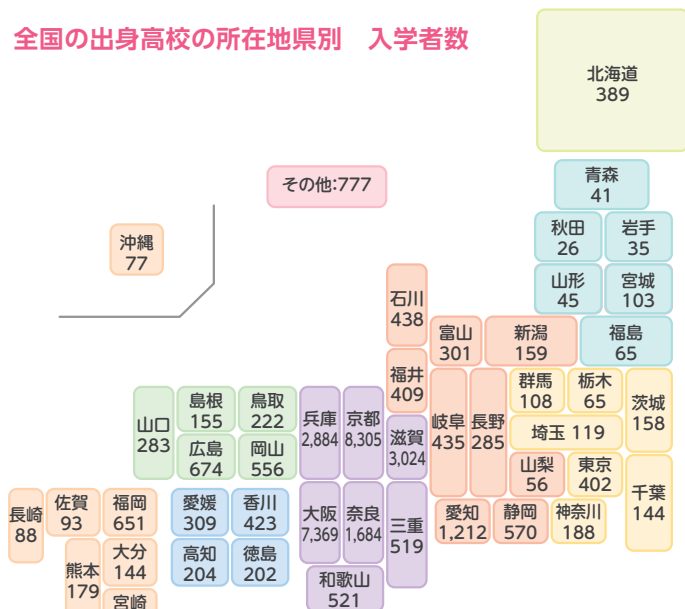 全国の出身高校の所在地県別　入学者数
北海道
389
その他:777
青森
41
秋田
26
岩手
35
沖縄
77
山形
45
宮城
103
石川
438
富山
301
新潟
159
福島
65
福井
409
群馬
108
栃木
65
茨城
158
岐阜
435
長野
285
埼玉 119
山口
283
島根
155
鳥取
222
兵庫
2,884
京都
8,305
滋賀
3,024
広島
674
岡山
556
山梨
56
東京
402
千葉
144
長崎
88
佐賀
93
福岡
651
愛媛
309
香川
423
大阪
7,369
奈良
1,684
三重
519
愛知
1,212
静岡
570
神奈川
188
熊本
179
大分
144
高知
204
徳島
202
和歌山
521
宮崎